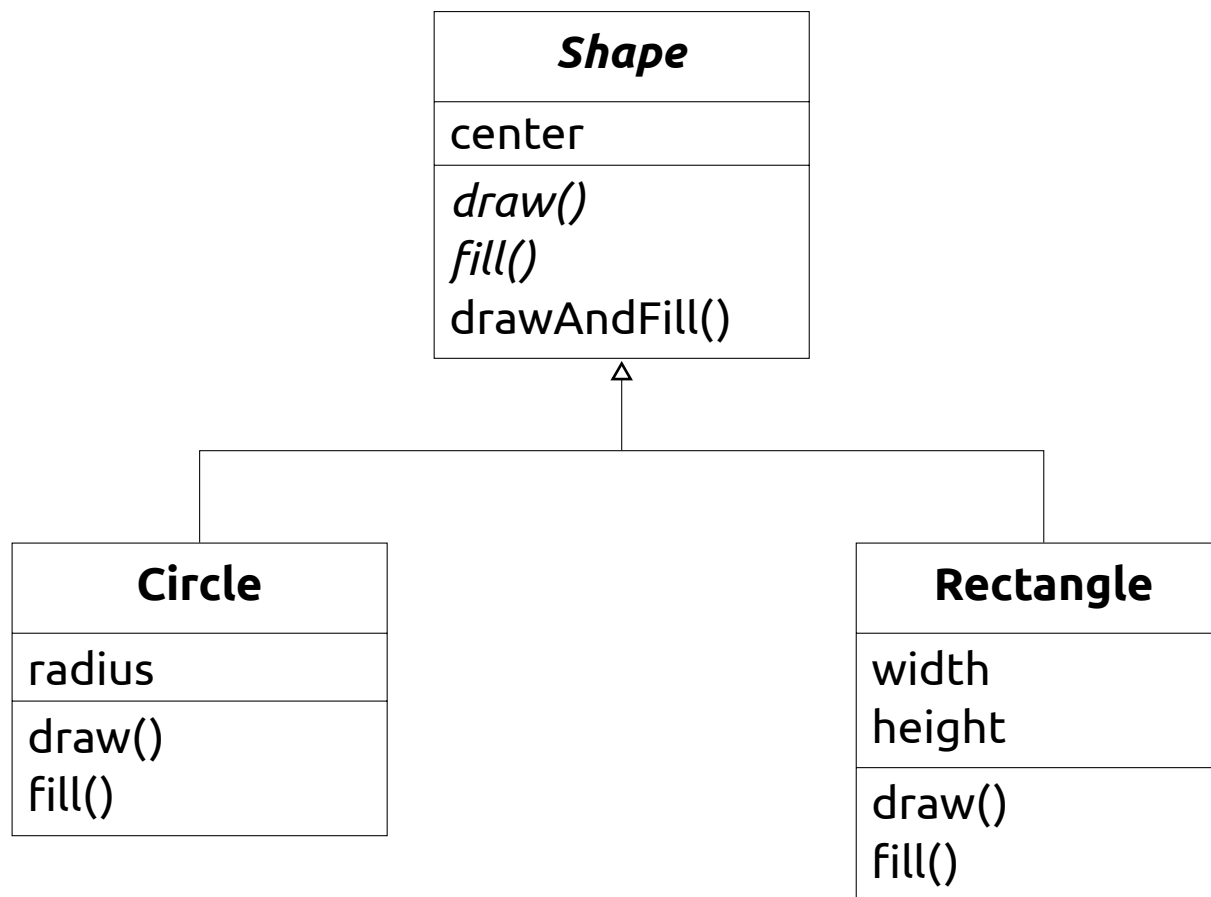 Shape
center
draw()
fill()
drawAndFill()
Circle
radius
draw()
fill()
Rectangle
width
height
draw()
fill()